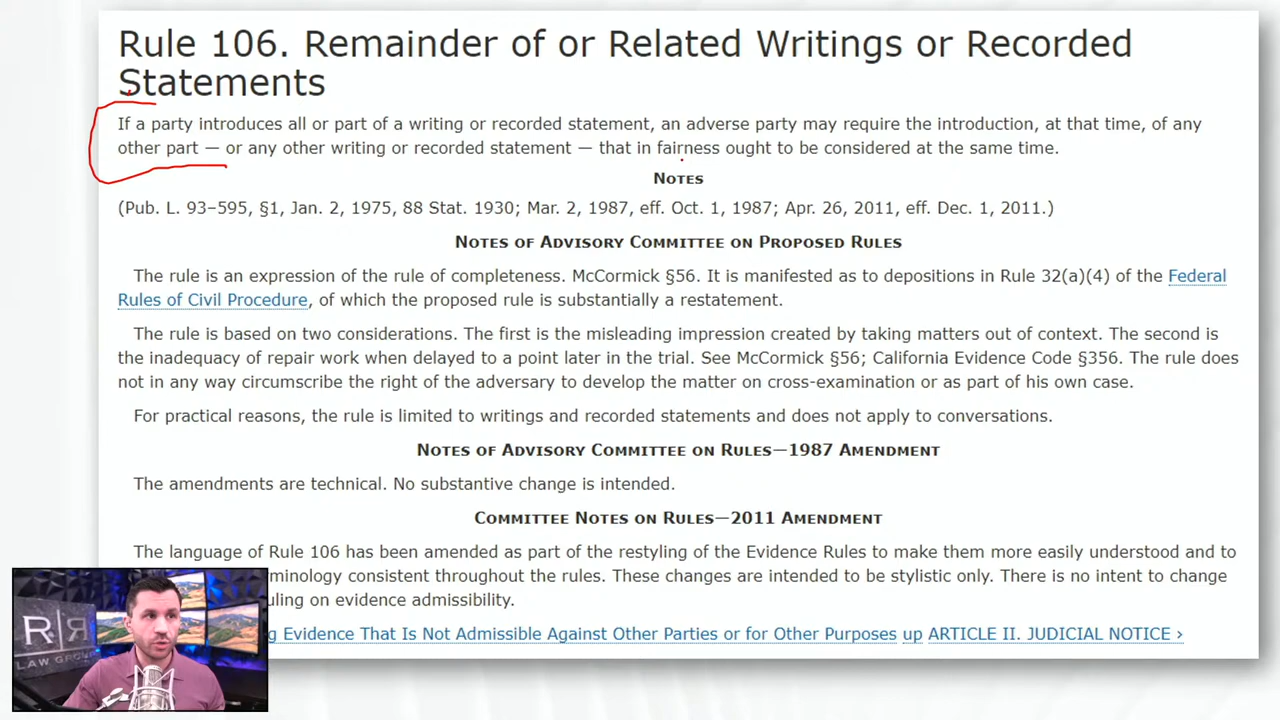 Rule 106. Remainder of or Related Writings or Recorded
Statements
If a party introduces all or part of a writing or recorded statement, an adverse party may require the introduction, at that time, of any
other part — or any other writing or recorded statement — that in fairness ought to be considered at the same time.
NOTES
(Pub. L. 93–595, §1, Jan. 2, 1975, 88 Stat. 1930; Mar. 2, 1987, eff. Oct. 1, 1987; Apr. 26, 2011, eff. Dec. 1, 2011.)
NOTES OF ADVISORY COMMITTEE ON PROPOSED RULES
The rule is an expression of the rule of completeness. McCormick §56. It is manifested as to depositions in Rule 32(a)(4) of the Federal
Rules of Civil Procedure, of which the proposed rule is substantially a restatement.
The rule is based on two considerations. The first is the misleading impression created by taking matters out of context. The second is
the inadequacy of repair work when delayed to a point later in the trial. See McCormick §56; California Evidence Code §356. The rule does
not in any way circumscribe the right of the adversary to develop the matter on cross-examination or as part of his own case.
For practical reasons, the rule is limited to writings and recorded statements and does not apply to conversations.
NOTES OF ADVISORY COMMITTEE ON RULES—1987 AMENDMENT
The amendments are technical. No substantive change is intended.
COMMITTEE NOTES ON RULES—2011 AMENDMENT
The language of Rule 106 has been amended as part of the restyling of the Evidence Rules to make them more easily understood and to
minology consistent throughout the rules. These changes are intended to be stylistic only. There is no intent to change
uling on evidence admissibility.
g Evidence That Is Not Admissible Against Other Parties or for Other Purposes up ARTICLE II. JUDICIAL NOTICE ›
R|R
LAW GROU